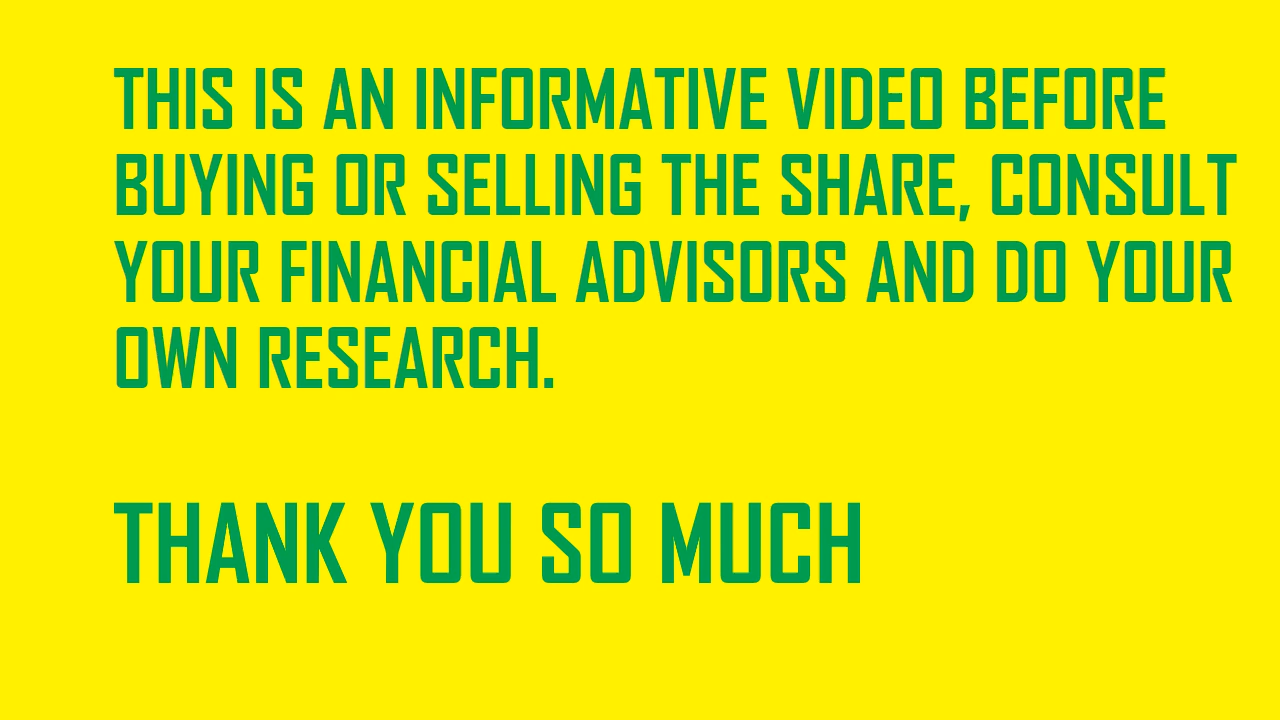 THIS IS AN INFORMATIVE VIDEO BEFORE
BUYING OR SELLING THE SHARE, CONSULT
YOUR FINANCIAL ADVISORS AND DO YOUR
OWN RESEARCH.
THANK YOU SO MUCH